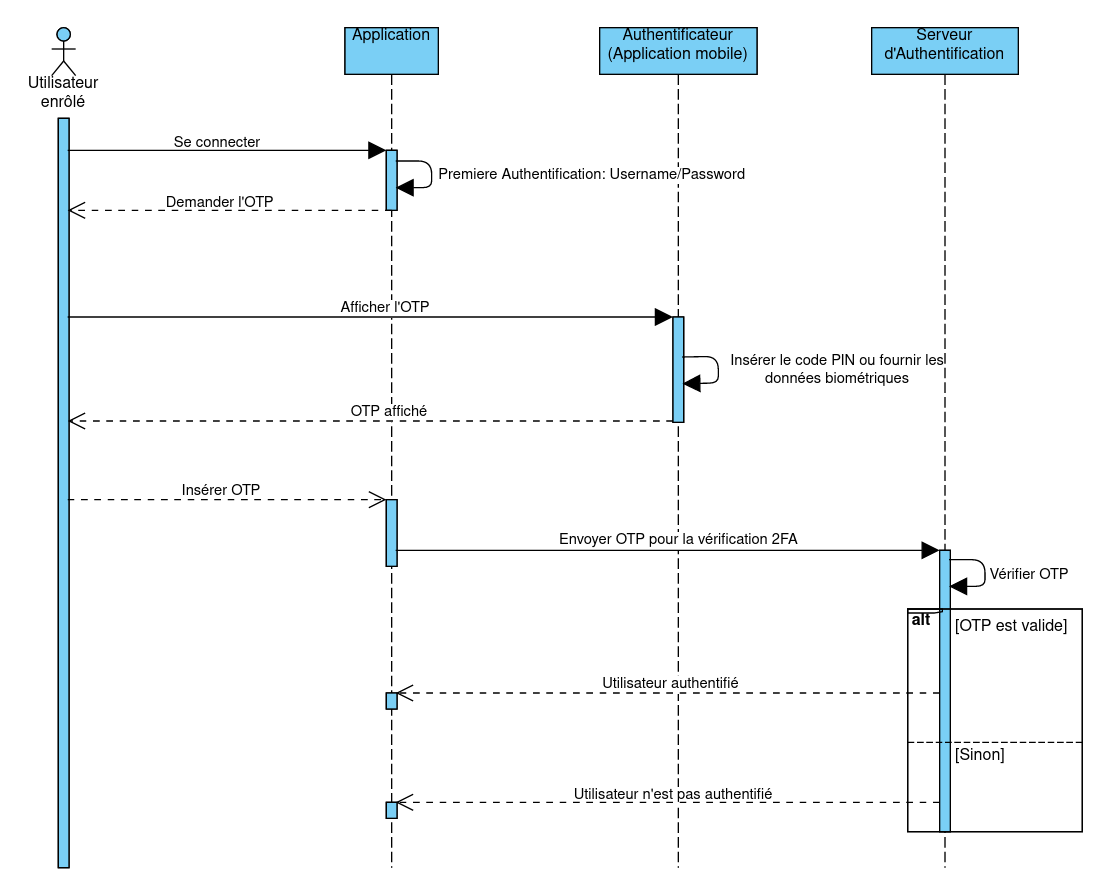 Utilisateur
enrôlé
Application
Authentificateur
(Application mobile)
Serveur
d'Authentification
Se connecter
Premiere Authentification: Username/Password
Demander l'OTP
Afficher l'OTP
Insérer le code PIN ou fournir les
données biométriques
OTP affiché
Insérer OTP
Envoyer OTP pour la vérification 2FA
Vérifier OTP
alt
[OTP est valide]
Utilisateur authentifié
[Sinon]
Utilisateur n'est pas authentifié